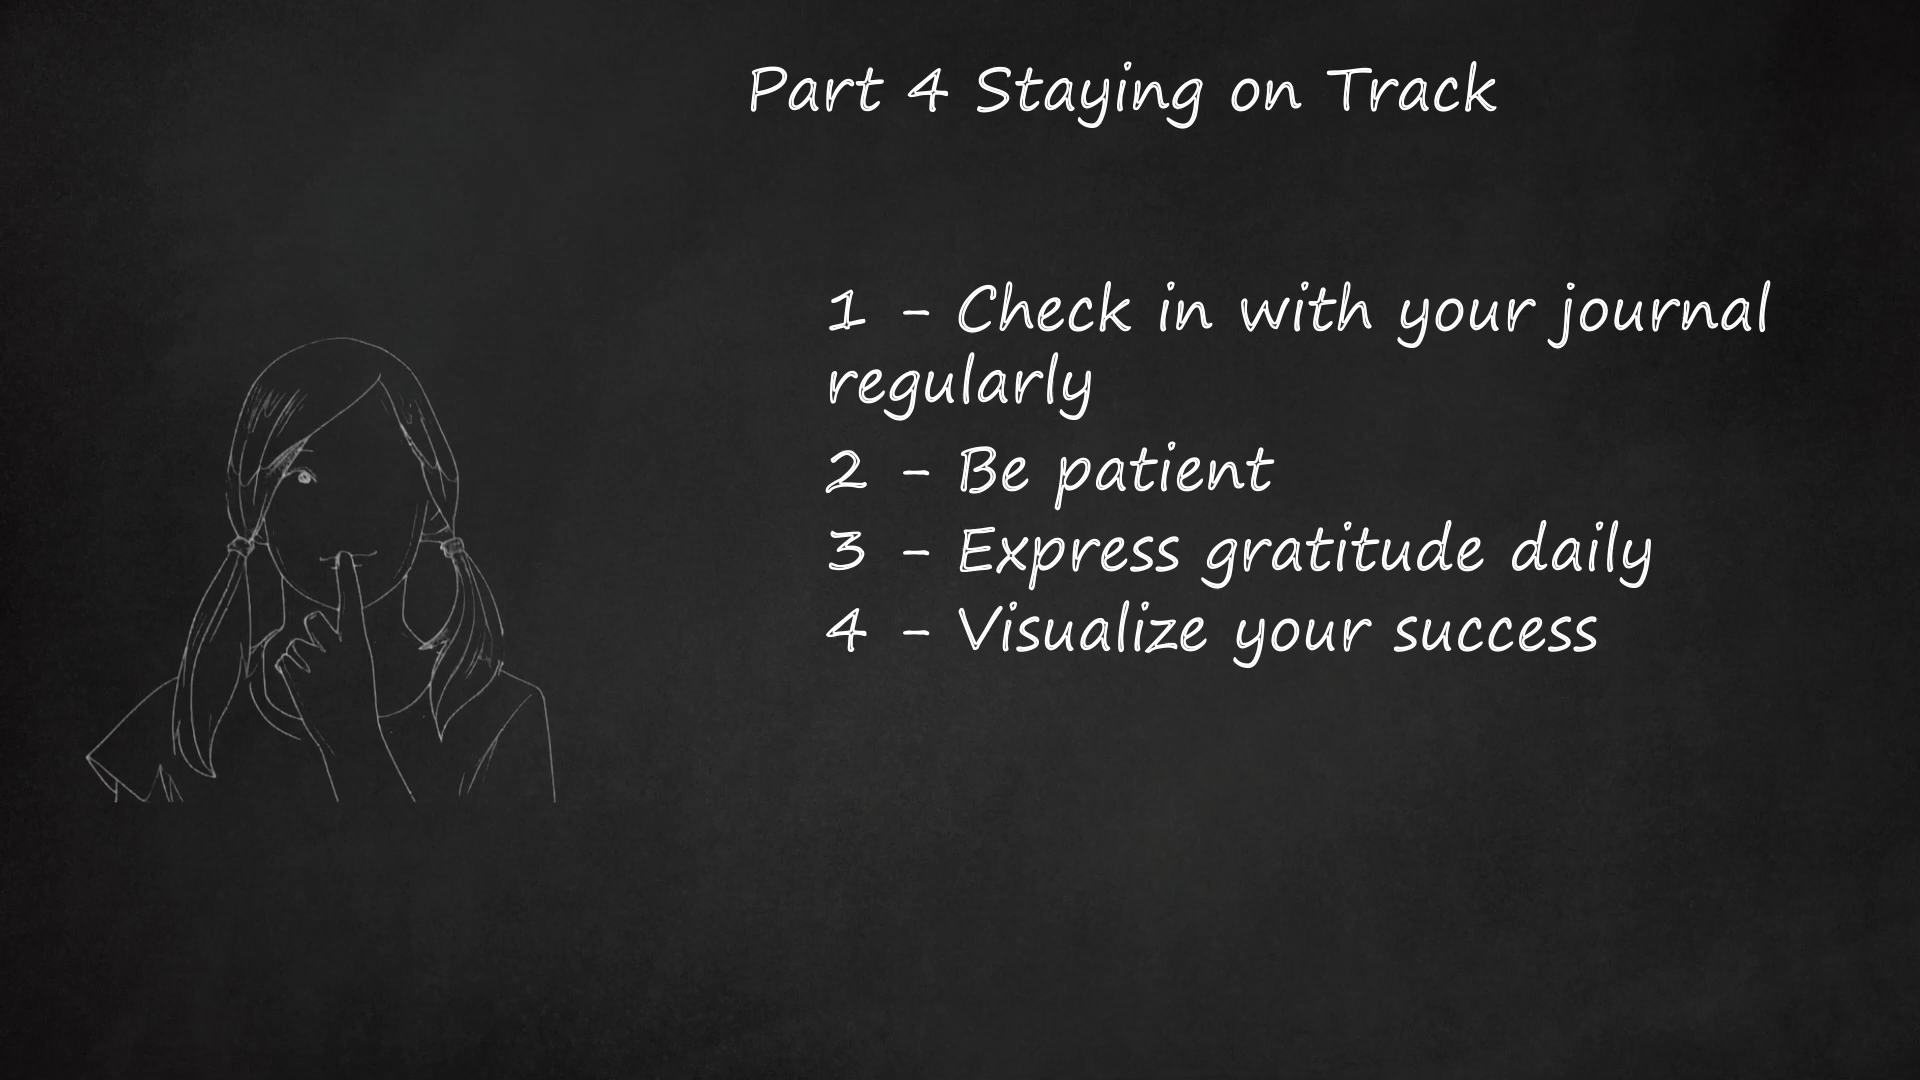 Part 4 Staying on Track
1 - Check in with your journal
regularly
2 - Be patient
3 - Express gratitude daily
4 - Visualize your success